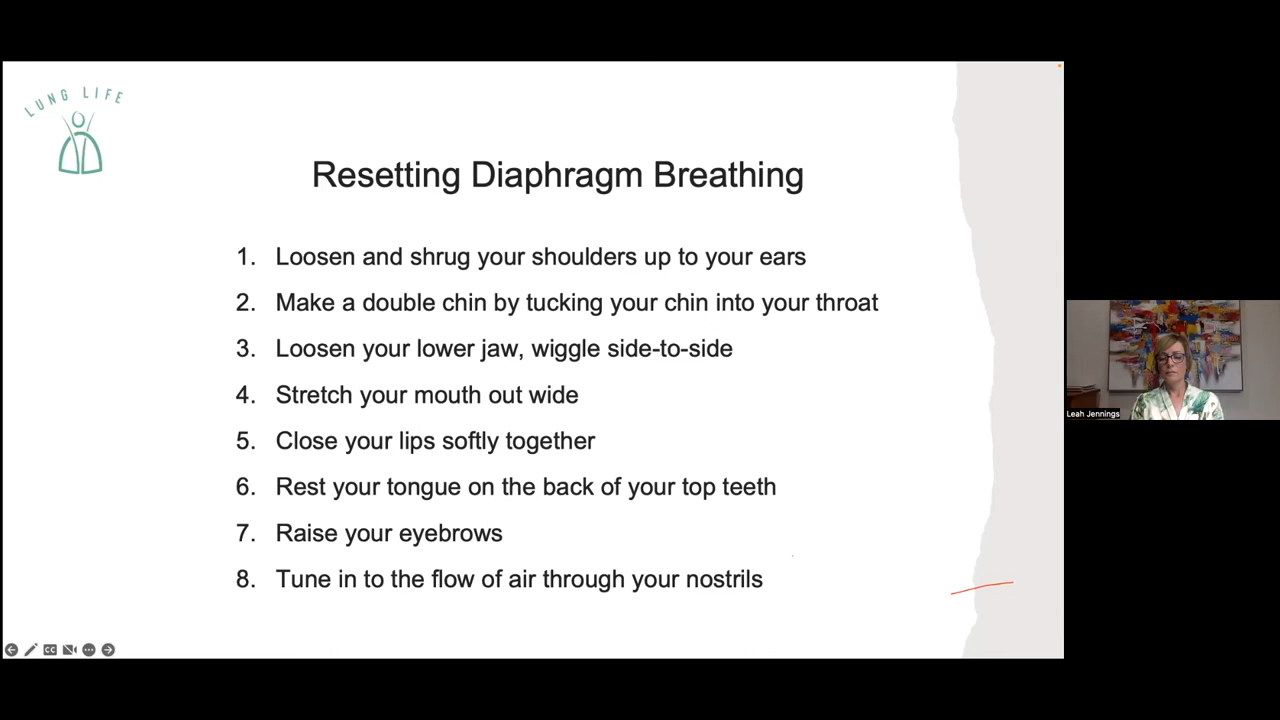 LUNG LIFE
Resetting Diaphragm Breathing
1. Loosen and shrug your shoulders up to your ears
2. Make a double chin by tucking your chin into your throat
3. Loosen your lower jaw, wiggle side-to-side
4. Stretch your mouth out wide
5. Close your lips softly together
6. Rest your tongue on the back of your top teeth
7. Raise your eyebrows
8. Tune in to the flow of air through your nostrils
CC
Leah Jennings